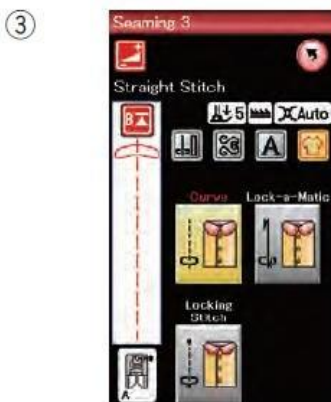 ③
Seaming 3
Straight Stitch
B
5
Auto
A
Curve
Lock-a-Matic
Locking
Stitch
A